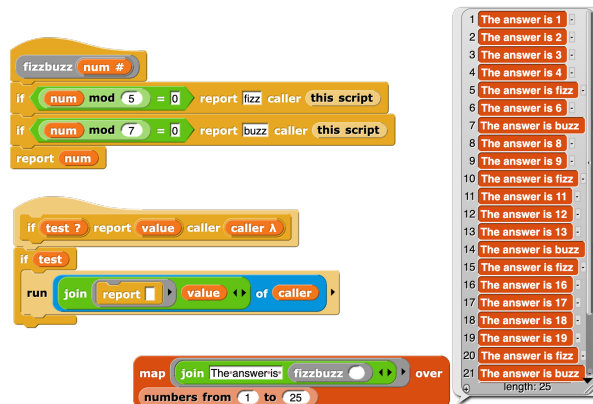 fizzbuzz num #
if num mod 5 = 0 report fizz caller this script
if num mod 7 = 0 report buzz caller this script
report num
if test ? report value caller caller λ
if test
run join report value of caller
map join The answer is fizzbuzz over
numbers from 1 to 25
1 The answer is 1
2 The answer is 2
3 The answer is 3
4 The answer is 4
5 The answer is fizz
6 The answer is 6
7 The answer is buzz
8 The answer is 8
9 The answer is 9
10 The answer is fizz
11 The answer is 11
12 The answer is 12
13 The answer is 13
14 The answer is buzz
15 The answer is fizz
16 The answer is 16
17 The answer is 17
18 The answer is 18
19 The answer is 19
20 The answer is fizz
21 The answer is buzz
length: 25